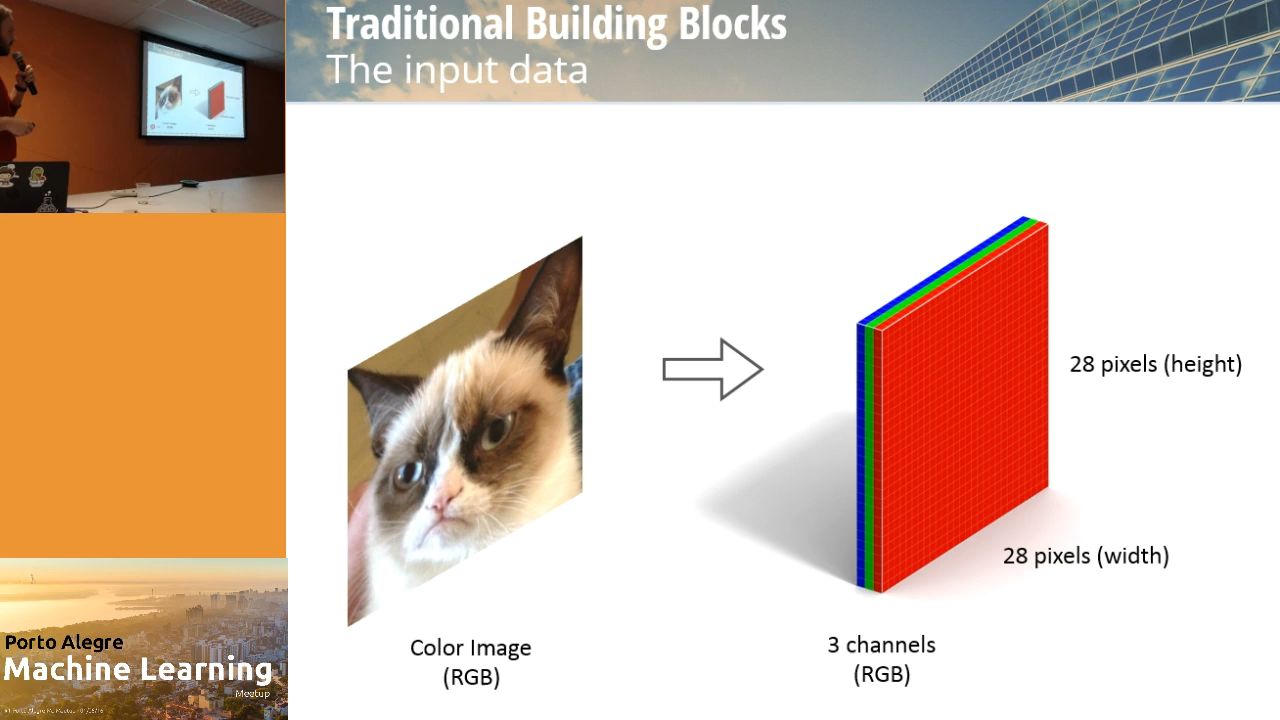 Traditional Building Blocks
The input data
28 pixels (height)
28 pixels (width)
Color Image
(RGB)
3 channels
(RGB)
Porto Alegre
Machine Learning
Meetup